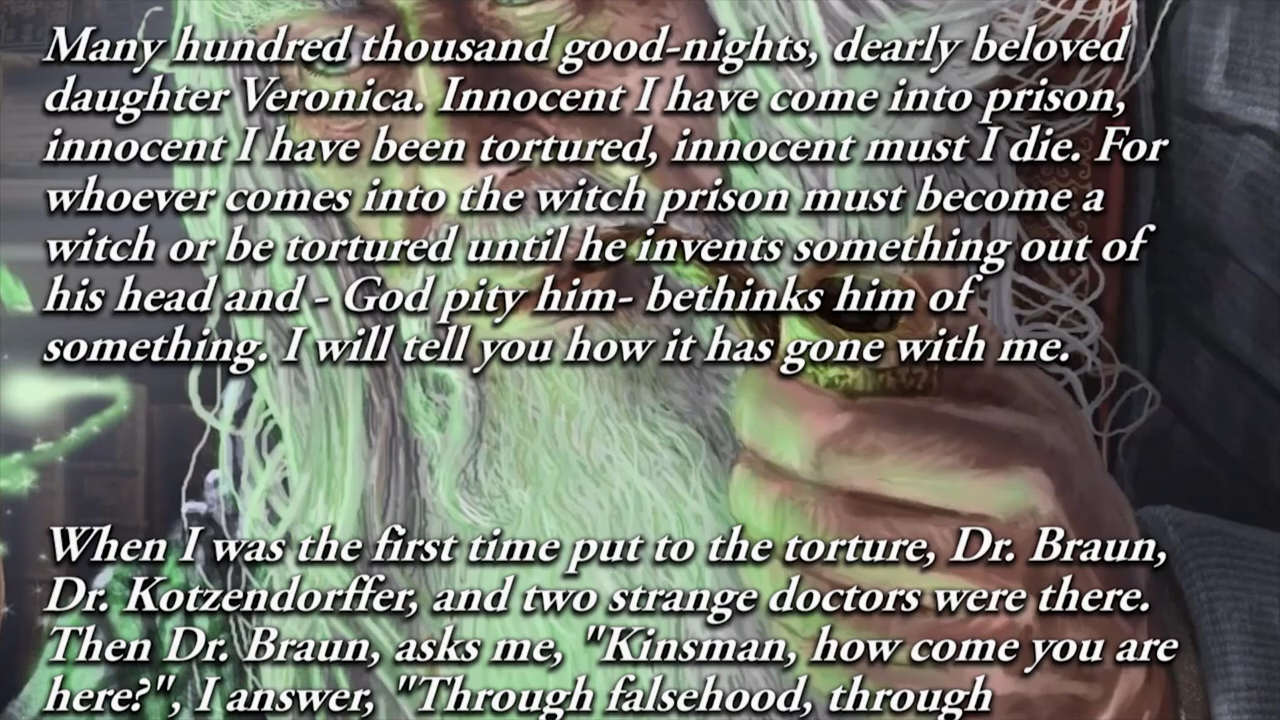 Many hundred thousand good-nights, dearly beloved
daughter Veronica. Innocent I have come into prison,
innocent I have been tortured, innocent must I die. For
whoever comes into the witch prison must become a
witch or be tortured until he invents something out of
his head and - God pity him- bethinks him of
something. I will tell you how it has gone with me.
When I was the first time put to the torture, Dr. Braun,
Dr. Kotzendorffer, and two strange doctors were there.
Then Dr. Braun, asks me, "Kinsman, how come you are
here?", I answer, "Through falsehood, through